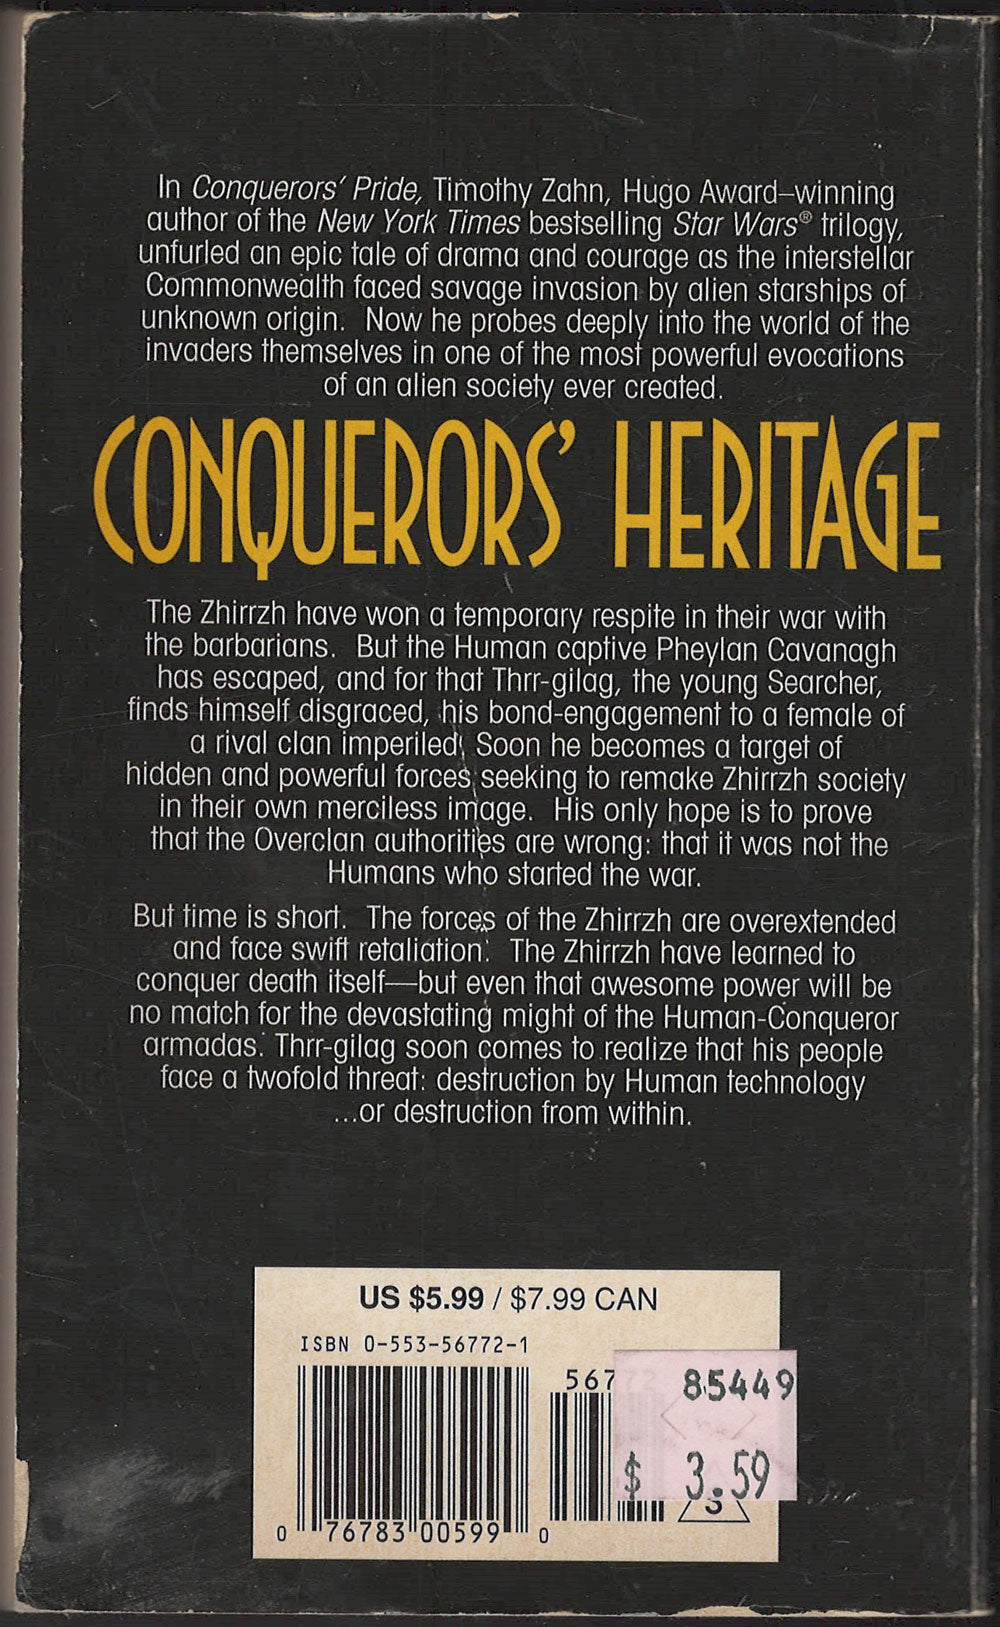 In Conquerors' Pride, Timothy Zahn, Hugo Award–winning
author of the New York Times bestselling Star Wars® trilogy,
unfurled an epic tale of drama and courage as the interstellar
Commonwealth faced savage invasion by alien starships of
unknown origin. Now he probes deeply into the world of the
invaders themselves in one of the most powerful evocations
of an alien society ever created.
CONQUERORS' HERITAGE
The Zhirrzh have won a temporary respite in their war with
the barbarians. But the Human captive Pheylan Cavanagh
has escaped, and for that Thrr-gilag, the young Searcher,
finds himself disgraced, his bond-engagement to a female of
a rival clan imperiled. Soon he becomes a target of
hidden and powerful forces seeking to remake Zhirrzh society
in their own merciless image. His only hope is to prove
that the Overclan authorities are wrong: that it was not the
Humans who started the war.
But time is short. The forces of the Zhirrzh are overextended
and face swift retaliation. The Zhirrzh have learned to
conquer death itself—but even that awesome power will be
no match for the devastating might of the Human-Conqueror
armadas. Thrr-gilag soon comes to realize that his people
face a twofold threat: destruction by Human technology
...or destruction from within.
US $5.99 / $7.99 CAN
ISBN 0-553-56772-1
56772
85449
$ 3.59
S
0 76783 00599 0